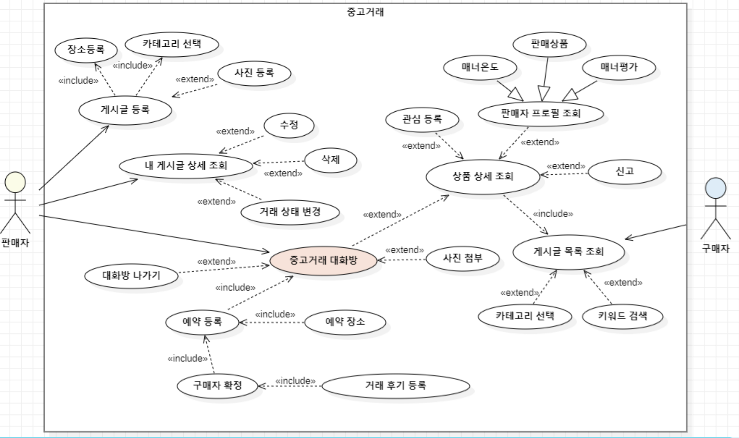 중고거래
장소등록
카테고리 선택
판매상품
«include»
«include»
«extend»
사진 등록
매너온도
매너평가
게시글 등록
수정
관심 등록
판매자 프로필 조회
«extend»
«extend»
«extend»
내 게시글 상세 조회
삭제
«extend»
«extend»
상품 상세 조회
신고
«extend»
거래 상태 변경
«extend»
«include»
판매자
구매자
중고거래 대화방
«extend»
사진 첨부
게시글 목록 조회
대화방 나가기
«extend»
«include»
«extend»
«extend»
예약 등록
«include»
예약 장소
카테고리 선택
키워드 검색
«include»
구매자 확정
«include»
거래 후기 등록